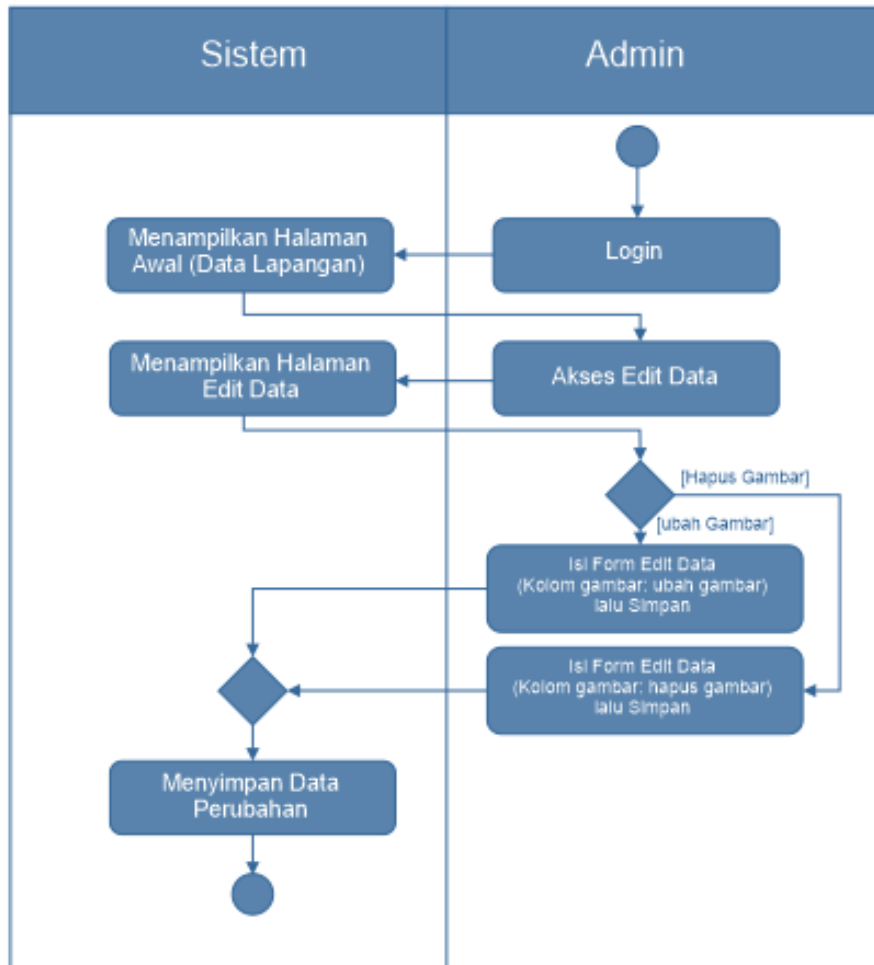 Sistem
Admin
Menampilkan Halaman
Awal (Data Lapangan)
Login
Menampilkan Halaman
Edit Data
Akses Edit Data
[Hapus Gambar]
[ubah Gambar]
Isi Form Edit Data
(Kolom gambar: ubah gambar)
lalu Simpan
Isi Form Edit Data
(Kolom gambar: hapus gambar)
lalu Simpan
Menyimpan Data
Perubahan